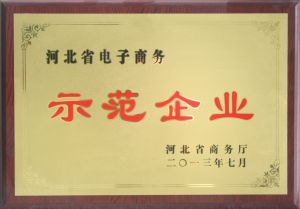 河北省电子商务
示范企业
河北省商务厅
二〇一三年七月